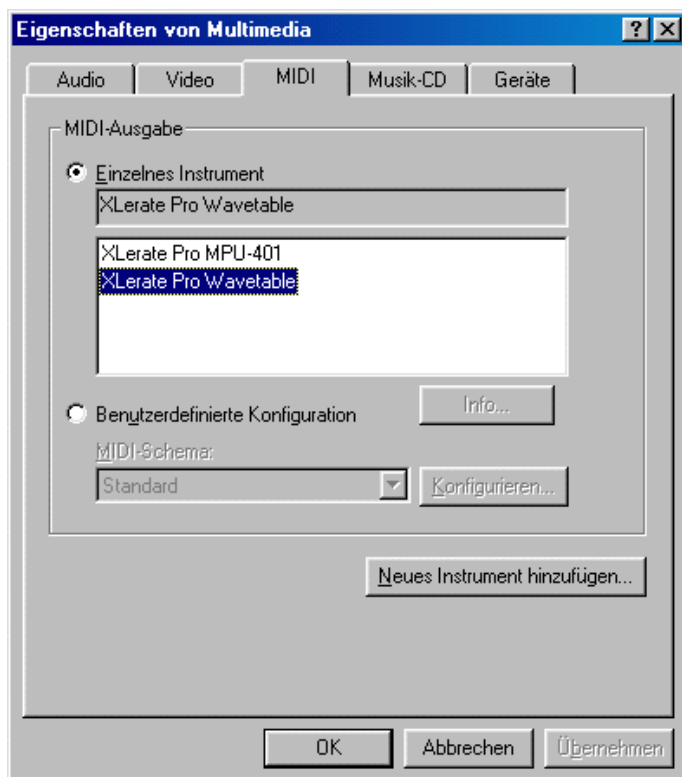 Eigenschaften von Multimedia
Audio Video MIDI Musik-CD Geräte
MIDI-Ausgabe
Einzelnes Instrument
XLerate Pro Wavetable
XLerate Pro MPU-401
XLerate Pro Wavetable
Benutzerdefinierte Konfiguration
Info...
MIDI-Schema:
Standard
Konfigurieren...
Neues Instrument hinzufügen...
OK Abbrechen Übernehmen